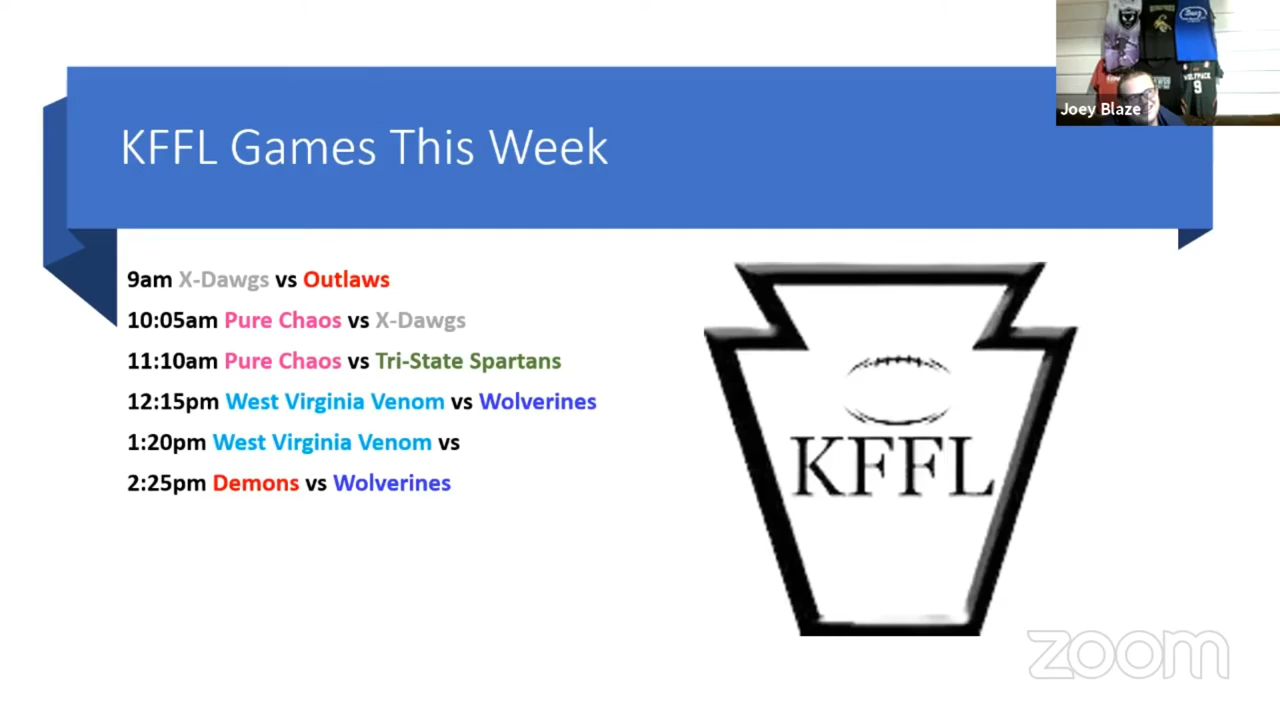 Joey Blaze
WOLFPACK
9
KFFL Games This Week
9am X-Dawgs vs Outlaws
10:05am Pure Chaos vs X-Dawgs
11:10am Pure Chaos vs Tri-State Spartans
12:15pm West Virginia Venom vs Wolverines
1:20pm West Virginia Venom vs
2:25pm Demons vs Wolverines
KFFL
zoom